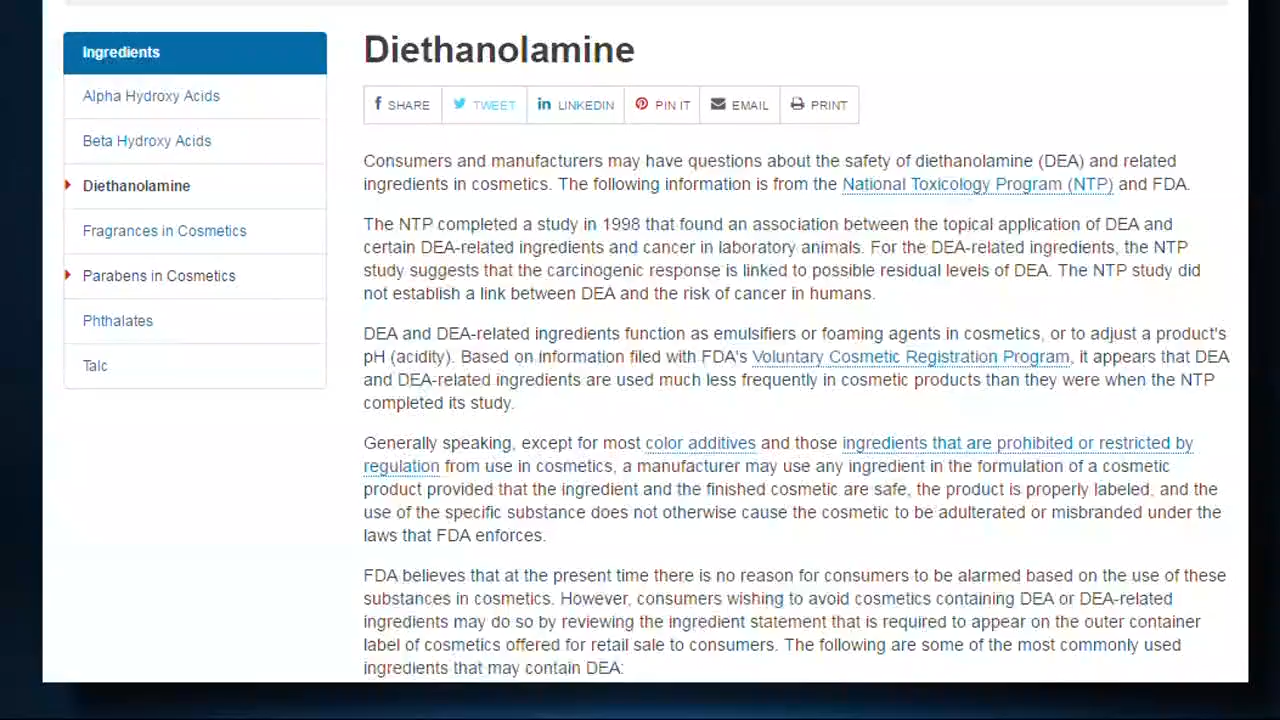 Ingredients
Alpha Hydroxy Acids
Beta Hydroxy Acids
Diethanolamine
Fragrances in Cosmetics
Parabens in Cosmetics
Phthalates
Talc
Diethanolamine
SHARE TWEET LINKEDIN PIN IT EMAIL PRINT
Consumers and manufacturers may have questions about the safety of diethanolamine (DEA) and related
ingredients in cosmetics. The following information is from the National Toxicology Program (NTP) and FDA.
The NTP completed a study in 1998 that found an association between the topical application of DEA and
certain DEA-related ingredients and cancer in laboratory animals. For the DEA-related ingredients, the NTP
study suggests that the carcinogenic response is linked to possible residual levels of DEA. The NTP study did
not establish a link between DEA and the risk of cancer in humans.
DEA and DEA-related ingredients function as emulsifiers or foaming agents in cosmetics, or to adjust a product's
pH (acidity). Based on information filed with FDA's Voluntary Cosmetic Registration Program, it appears that DEA
and DEA-related ingredients are used much less frequently in cosmetic products than they were when the NTP
completed its study.
Generally speaking, except for most color additives and those ingredients that are prohibited or restricted by
regulation from use in cosmetics, a manufacturer may use any ingredient in the formulation of a cosmetic
product provided that the ingredient and the finished cosmetic are safe, the product is properly labeled, and the
use of the specific substance does not otherwise cause the cosmetic to be adulterated or misbranded under the
laws that FDA enforces.
FDA believes that at the present time there is no reason for consumers to be alarmed based on the use of these
substances in cosmetics. However, consumers wishing to avoid cosmetics containing DEA or DEA-related
ingredients may do so by reviewing the ingredient statement that is required to appear on the outer container
label of cosmetics offered for retail sale to consumers. The following are some of the most commonly used
ingredients that may contain DEA: